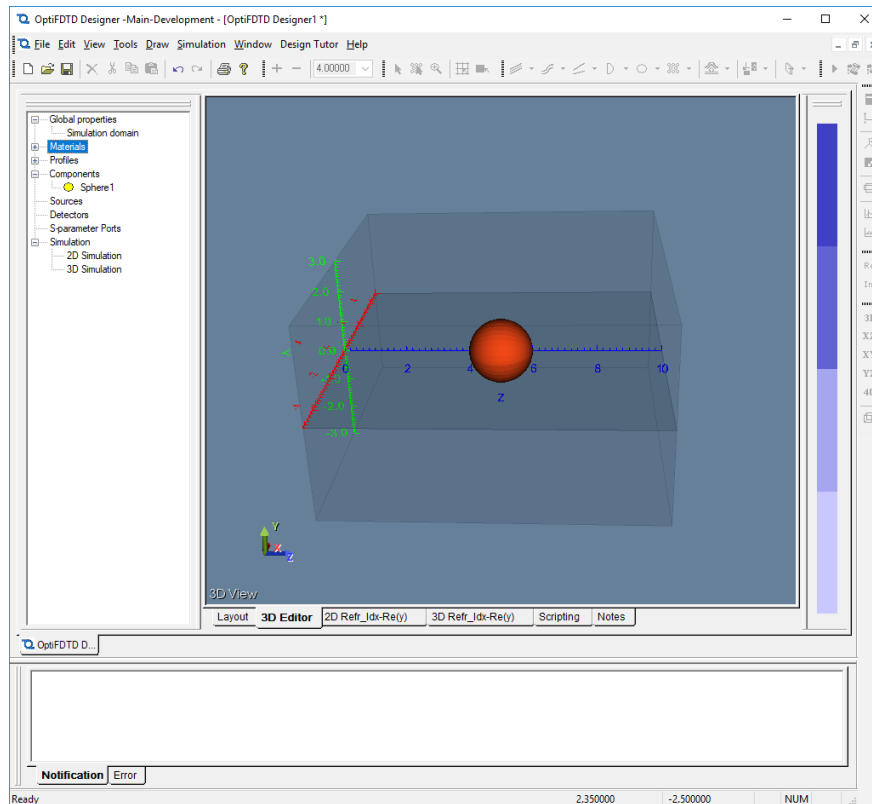 OptiFDTD Designer -Main-Development - [OptiFDTD Designer1 *]
File Edit View Tools Draw Simulation Window Design Tutor Help
4.00000
Global properties
Simulation domain
Materials
Profiles
Components
Sphere1
Sources
Detectors
S-parameter Ports
Simulation
2D Simulation
3D Simulation
3.0
2.0
1.0
0.0
-2.0
-3.0
0 2 4 6 8 10
Z
Y
X
Z
3D View
Layout 3D Editor 2D Refr_Idx-Re(y) 3D Refr_Idx-Re(y) Scripting Notes
OptiFDTD D...
Notification Error
Ready 2.350000 -2.500000 NUM